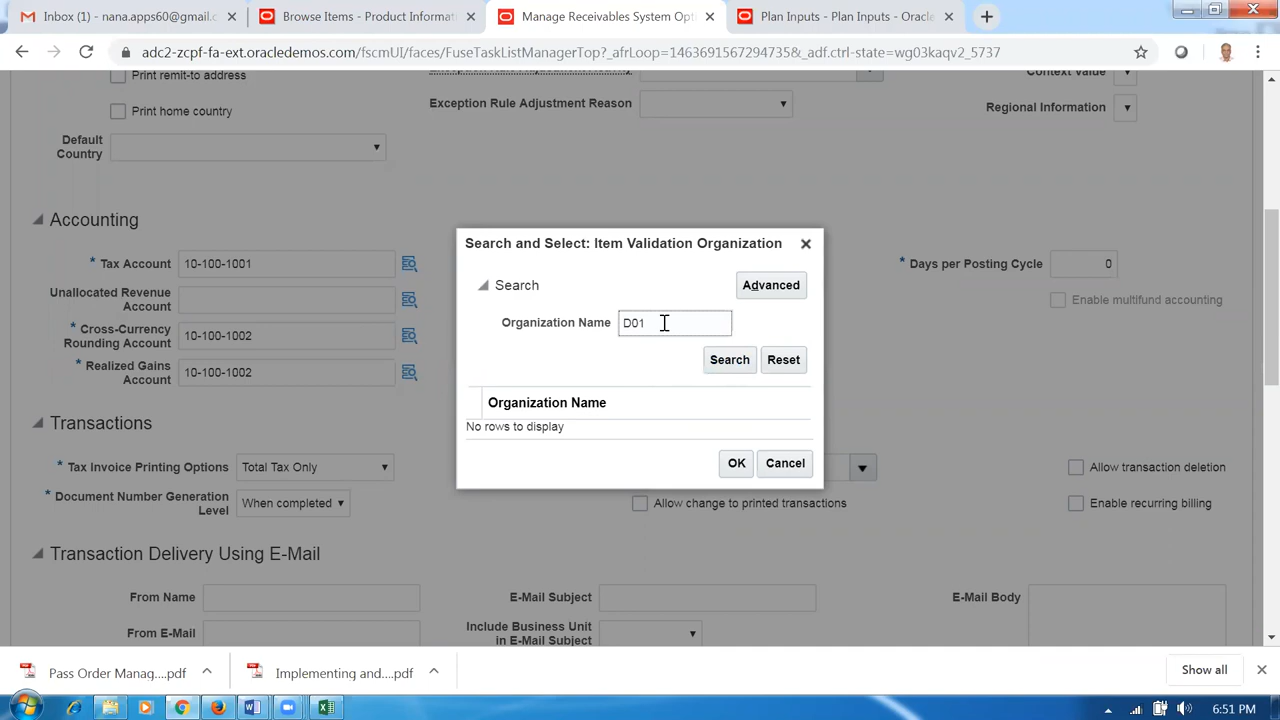 Inbox (1) - nana.apps60@gmail.c
Browse Items - Product Informat
Manage Receivables System Opt
Plan Inputs - Plan Inputs - Oracl
adc2-zcpf-fa-ext.oracledemos.com/fscmUI/faces/FuseTaskListManagerTop?_afrLoop=1463691567294735&_adf.ctrl-state=wg03kaqv2_5737
Print remit-to address
Context Value
Print home country
Exception Rule Adjustment Reason
Regional Information
Default
Country
Accounting
* Tax Account 10-100-1001
Unallocated Revenue
Account
* Cross-Currency
Rounding Account 10-100-1002
* Realized Gains
Account 10-100-1002
* Days per Posting Cycle 0
Enable multifund accounting
Search and Select: Item Validation Organization
Search
Advanced
Organization Name D01
Search Reset
Organization Name
No rows to display
OK Cancel
Transactions
* Tax Invoice Printing Options Total Tax Only
Allow transaction deletion
* Document Number Generation
Level When completed
Allow change to printed transactions
Enable recurring billing
Transaction Delivery Using E-Mail
From Name
E-Mail Subject
E-Mail Body
From E-Mail
Include Business Unit
in E-Mail Subject
Pass Order Manag....pdf
Implementing and....pdf
Show all
6:51 PM